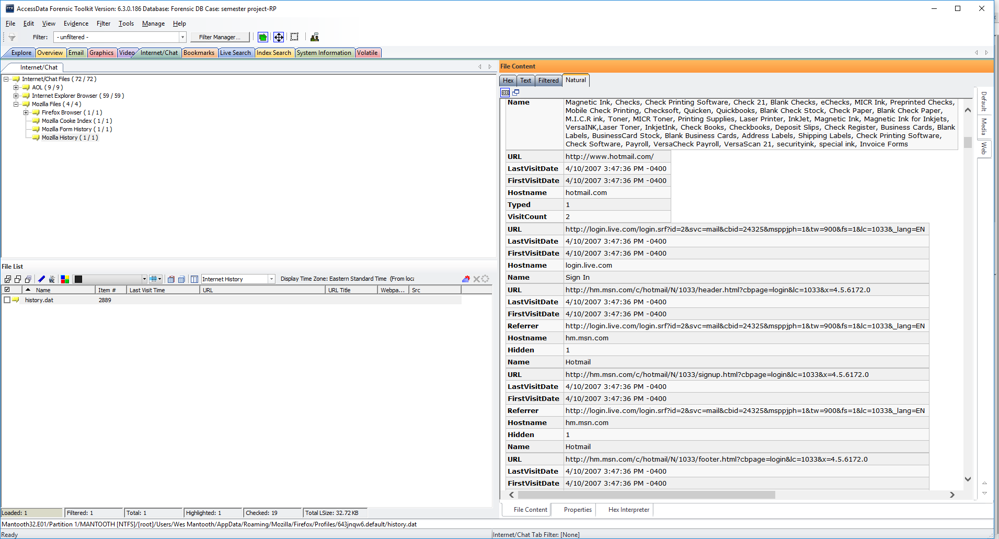 AccessData Forensic Toolkit Version: 6.3.0.186 Database: Forensic DB Case: semester project-RP
File Edit View Evidence Filter Tools Manage Help
Filter: - unfiltered - Filter Manager...
Explore Overview Email Graphics Video Internet/Chat Bookmarks Live Search Index Search System Information Volatile
Internet/Chat
Internet/Chat Files ( 72 / 72 )
AOL ( 9 / 9 )
Internet Explorer Browser ( 59 / 59 )
Mozilla Files ( 4 / 4 )
Firefox Browser ( 1 / 1 )
Mozilla Cooke Index ( 1 / 1 )
Mozilla Form History ( 1 / 1 )
Mozilla History ( 1 / 1 )
File List
Internet History Display Time Zone: Eastern Standard Time (From loca
Name Item # Last Visit Time URL URL Title Webpa... Src
history.dat 2889
Loaded: 1 Filtered: 1 Total: 1 Highlighted: 1 Checked: 19 Total LSize: 32.72 KB
File Content
Hex Text Filtered Natural
CSS
Name Magnetic Ink, Checks, Check Printing Software, Check 21, Blank Checks, eChecks, MICR Ink, Preprinted Checks,
Mobile Check Printing, Checksoft, Quicken, Quickbooks, Blank Check Stock, Check Paper, Blank Check Paper,
M.I.C.R ink, Toner, MICR Toner, Printing Supplies, Laser Printer, InkJet, Magnetic Ink, Magnetic Ink for Inkjets,
VersaINK,Laser Toner, InkjetInk, Check Books, Checkbooks, Deposit Slips, Check Register, Business Cards, Blank
Labels, BusinessCard Stock, Blank Business Cards, Address Labels, Shipping Labels, Check Printing Software,
Check Software, Payroll, VersaCheck Payroll, VersaScan 21, securityink, special ink, Invoice Forms
URL http://www.hotmail.com/
LastVisitDate 4/10/2007 3:47:36 PM -0400
FirstVisitDate 4/10/2007 3:47:36 PM -0400
Hostname hotmail.com
Typed 1
VisitCount 2
URL http://login.live.com/login.srf?id=2&svc=mail&cbid=24325&msppjph=1&tw=900&fs=1&lc=1033&_lang=EN
LastVisitDate 4/10/2007 3:47:36 PM -0400
FirstVisitDate 4/10/2007 3:47:36 PM -0400
Hostname login.live.com
Name Sign In
URL http://hm.msn.com/c/hotmail/N/1033/header.html?cbpage=login&lc=1033&x=4.5.6172.0
LastVisitDate 4/10/2007 3:47:36 PM -0400
FirstVisitDate 4/10/2007 3:47:36 PM -0400
Referrer http://login.live.com/login.srf?id=2&svc=mail&cbid=24325&msppjph=1&tw=900&fs=1&lc=1033&_lang=EN
Hostname hm.msn.com
Hidden 1
Name Hotmail
URL http://hm.msn.com/c/hotmail/N/1033/signup.html?cbpage=login&lc=1033&x=4.5.6172.0
LastVisitDate 4/10/2007 3:47:36 PM -0400
FirstVisitDate 4/10/2007 3:47:36 PM -0400
Referrer http://login.live.com/login.srf?id=2&svc=mail&cbid=24325&msppjph=1&tw=900&fs=1&lc=1033&_lang=EN
Hostname hm.msn.com
Hidden 1
Name Hotmail
URL http://hm.msn.com/c/hotmail/N/1033/footer.html?cbpage=login&lc=1033&x=4.5.6172.0
LastVisitDate 4/10/2007 3:47:36 PM -0400
FirstVisitDate 4/10/2007 3:47:36 PM -0400
Default
Media
Web
File Content Properties Hex Interpreter
Mantooth32.E01/Partition 1/MANTOOTH [NTFS]/[root]/Users/Wes Mantooth/AppData/Roaming/Mozilla/Firefox/Profiles/643jnqw6.default/history.dat
Ready Internet/Chat Tab Filter: [None]